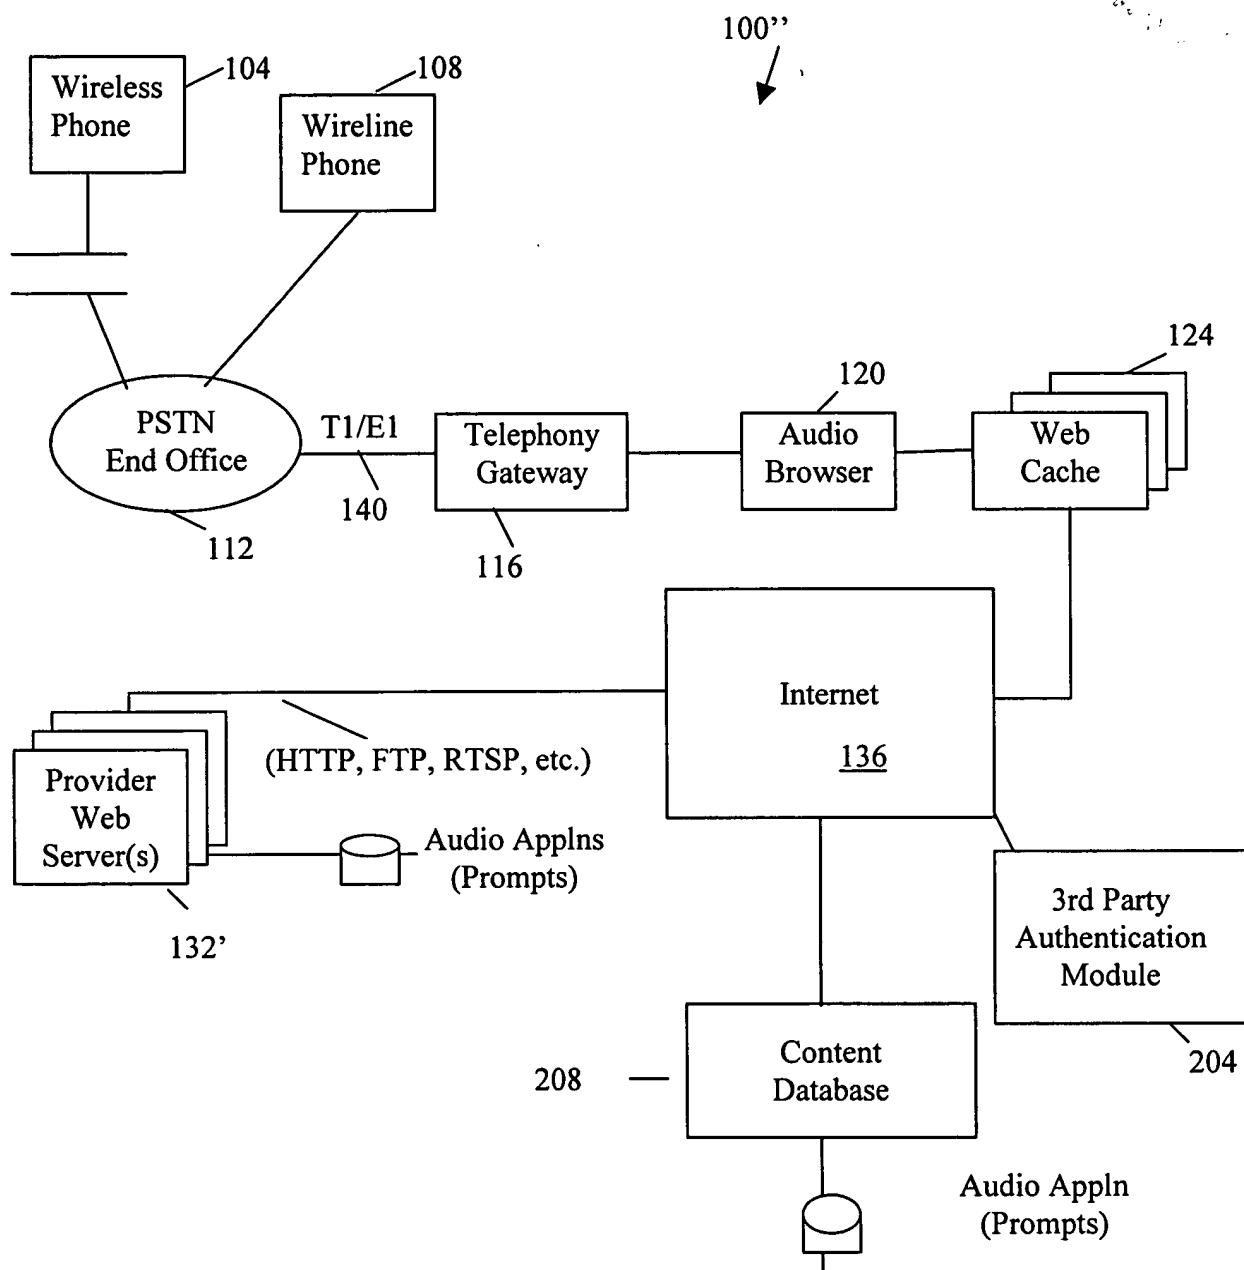 100’’
104
Wireless
Phone
108
Wireline
Phone
124
120
PSTN
End Office
T1/E1
Telephony
Gateway
Audio
Browser
Web
Cache
140
112
116
Internet
136
(HTTP, FTP, RTSP, etc.)
Provider
Web
Server(s)
Audio Applns
(Prompts)
132’
3rd Party
Authentication
Module
204
208
Content
Database
Audio Appln
(Prompts)